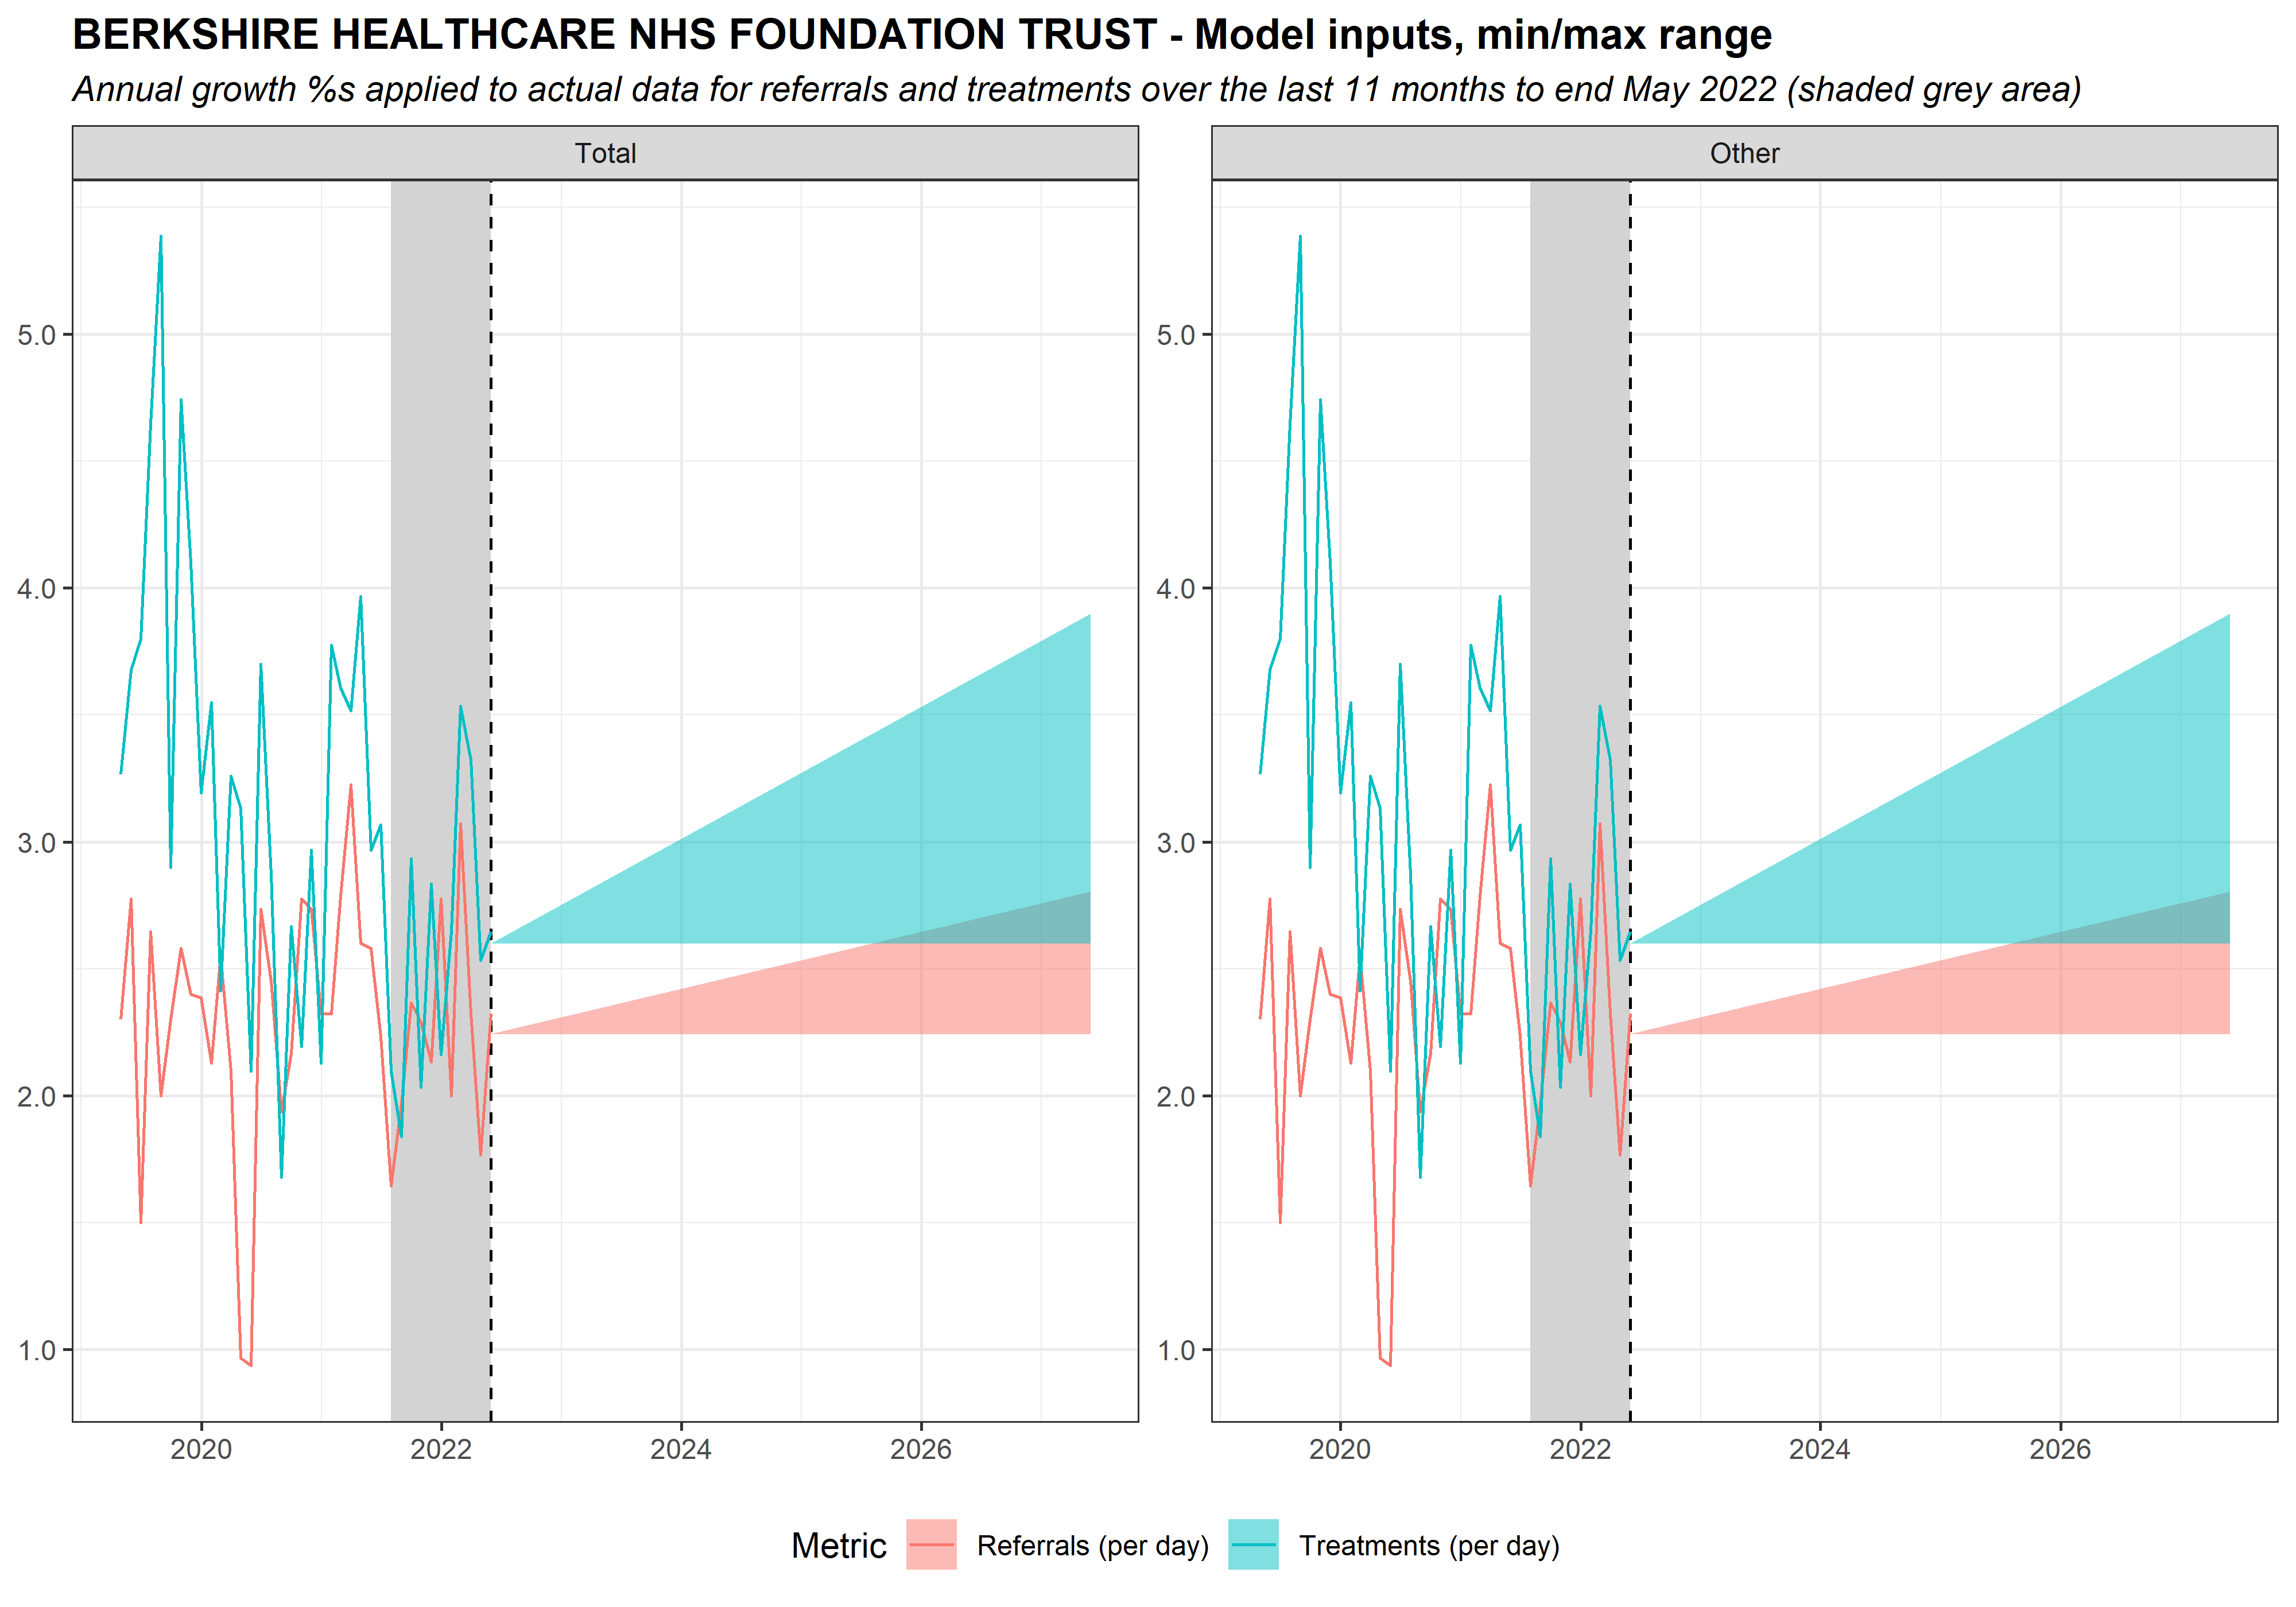 BERKSHIRE HEALTHCARE NHS FOUNDATION TRUST - Model inputs, min/max range
Annual growth %s applied to actual data for referrals and treatments over the last 11 months to end May 2022 (shaded grey area)
Total
Other
5.0
4.0
3.0
2.0
1.0
5.0
4.0
3.0
2.0
1.0
2020 2022 2024 2026
2020 2022 2024 2026
Metric Referrals (per day) Treatments (per day)